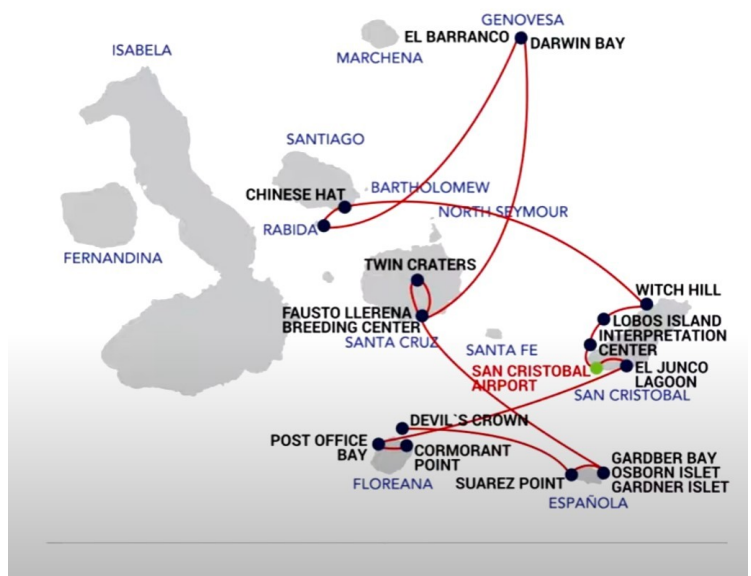 GENOVESA
EL BARRANCO
DARWIN BAY
MARCHENA
ISABELA
SANTIAGO
CHINESE HAT
BARTHOLOMEW
NORTH SEYMOUR
RABIDA
FERNANDINA
TWIN CRATERS
WITCH HILL
FAUSTO LLERENA
BREEDING CENTER
SANTA CRUZ
LOBOS ISLAND
INTERPRETATION
CENTER
SANTA FE
SAN CRISTOBAL
AIRPORT
EL JUNCO
LAGOON
SAN CRISTOBAL
DEVIL`S CROWN
POST OFFICE
BAY
CORMORANT
POINT
FLOREANA
SUAREZ POINT
GARDBER BAY
OSBORN ISLET
GARDNER ISLET
ESPAÑOLA